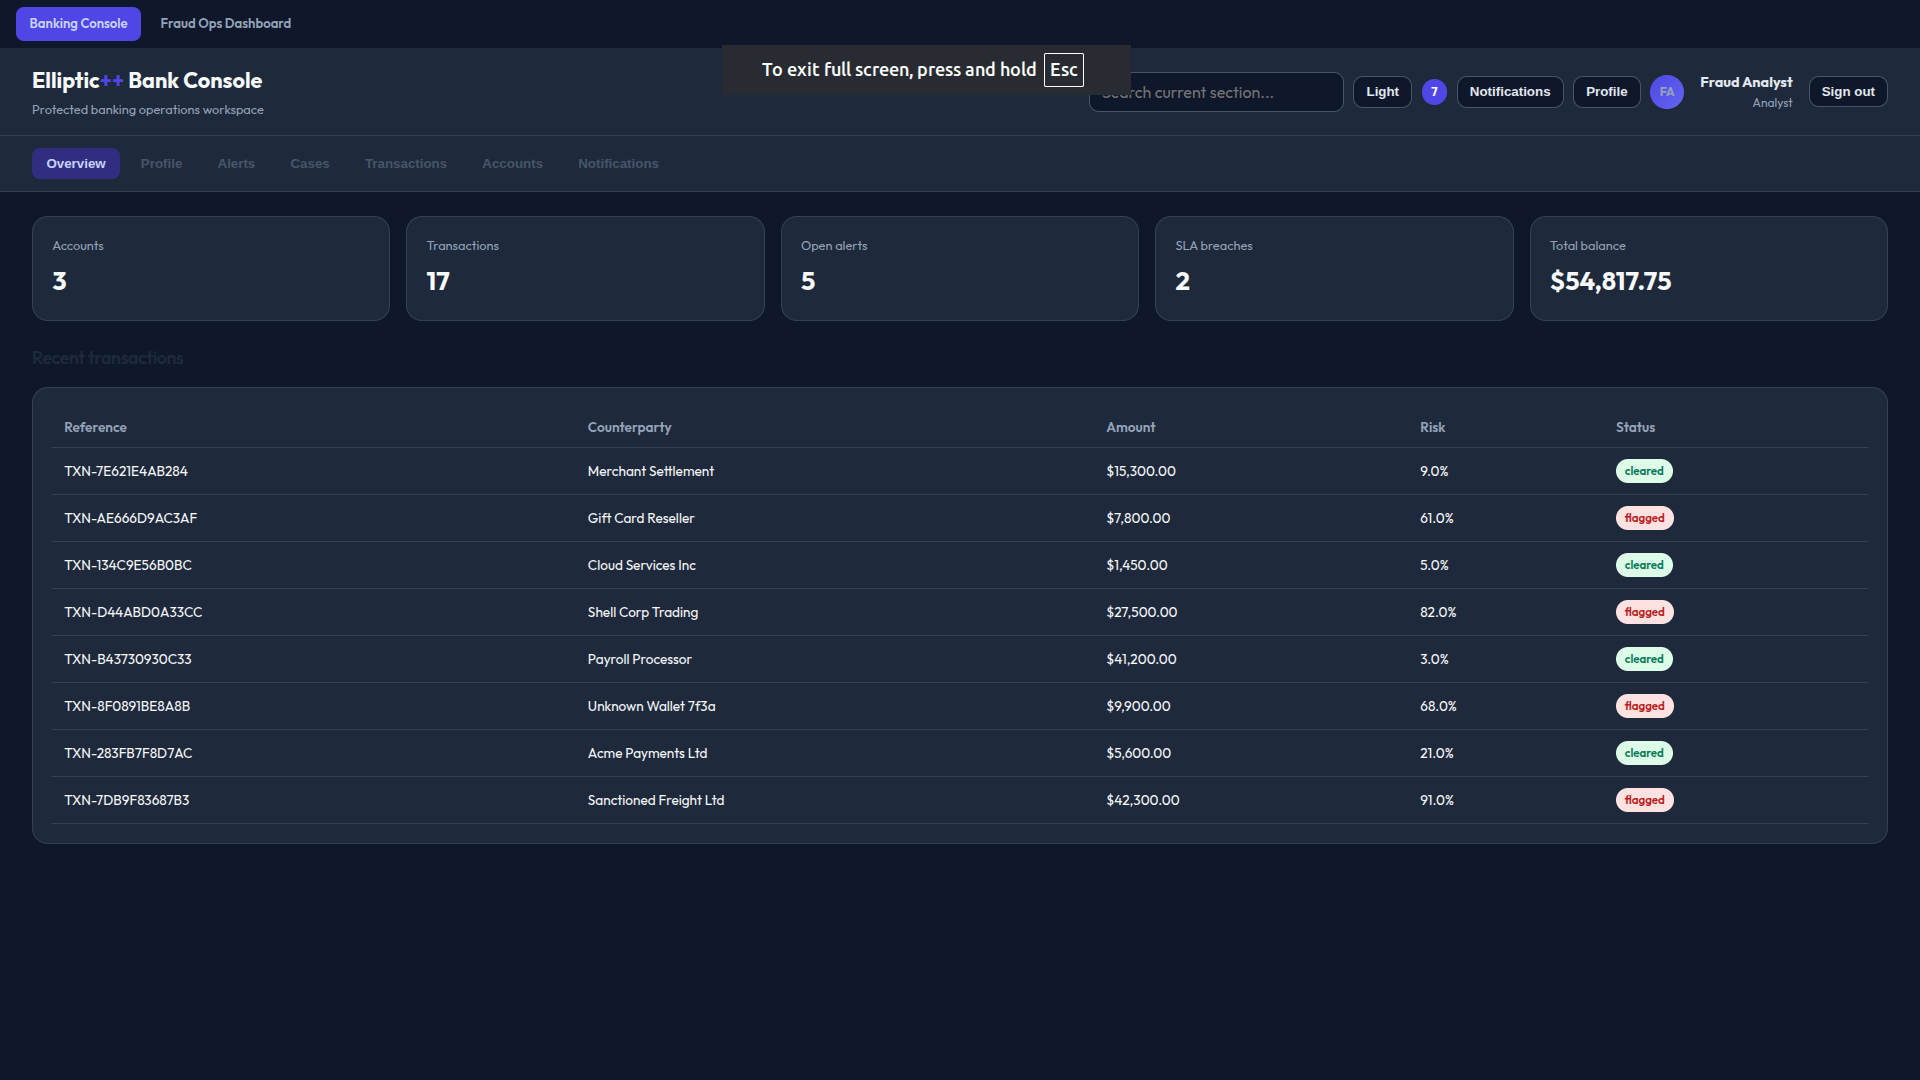 Banking Console Fraud Ops Dashboard
To exit full screen, press and hold Esc
Elliptic++ Bank Console
Protected banking operations workspace
Search current section... Light 7 Notifications Profile FA Fraud Analyst Analyst Sign out
Overview Profile Alerts Cases Transactions Accounts Notifications
Accounts Transactions Open alerts SLA breaches Total balance
3 17 5 2 $54,817.75
Recent transactions
Reference Counterparty Amount Risk Status
TXN-7E621E4AB284 Merchant Settlement $15,300.00 9.0% cleared
TXN-AE666D9AC3AF Gift Card Reseller $7,800.00 61.0% flagged
TXN-134C9E56B0BC Cloud Services Inc $1,450.00 5.0% cleared
TXN-D44ABD0A33CC Shell Corp Trading $27,500.00 82.0% flagged
TXN-B43730930C33 Payroll Processor $41,200.00 3.0% cleared
TXN-8F0891BE8A8B Unknown Wallet 7f3a $9,900.00 68.0% flagged
TXN-283FB7F8D7AC Acme Payments Ltd $5,600.00 21.0% cleared
TXN-7DB9F83687B3 Sanctioned Freight Ltd $42,300.00 91.0% flagged